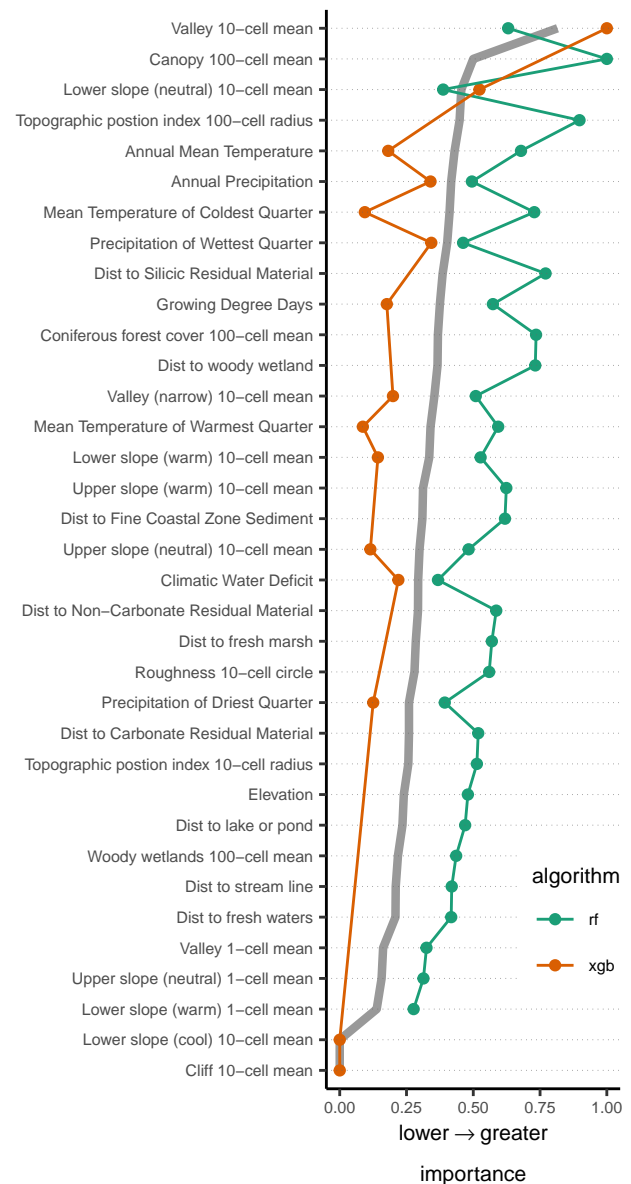 Valley 10−cell mean
Canopy 100−cell mean
Lower slope (neutral) 10−cell mean
Topographic postion index 100−cell radius
Annual Mean Temperature
Annual Precipitation
Mean Temperature of Coldest Quarter
Precipitation of Wettest Quarter
Dist to Silicic Residual Material
Growing Degree Days
Coniferous forest cover 100−cell mean
Dist to woody wetland
Valley (narrow) 10−cell mean
Mean Temperature of Warmest Quarter
Lower slope (warm) 10−cell mean
Upper slope (warm) 10−cell mean
Dist to Fine Coastal Zone Sediment
Upper slope (neutral) 10−cell mean
Climatic Water Deficit
Dist to Non−Carbonate Residual Material
Dist to fresh marsh
Roughness 10−cell circle
Precipitation of Driest Quarter
Dist to Carbonate Residual Material
Topographic postion index 10−cell radius
Elevation
Dist to lake or pond
Woody wetlands 100−cell mean
Dist to stream line
Dist to fresh waters
Valley 1−cell mean
Upper slope (neutral) 1−cell mean
Lower slope (warm) 1−cell mean
Lower slope (cool) 10−cell mean
Cliff 10−cell mean
algorithm
rf
xgb
0.00 0.25 0.50 0.75 1.00
lower → greater
importance